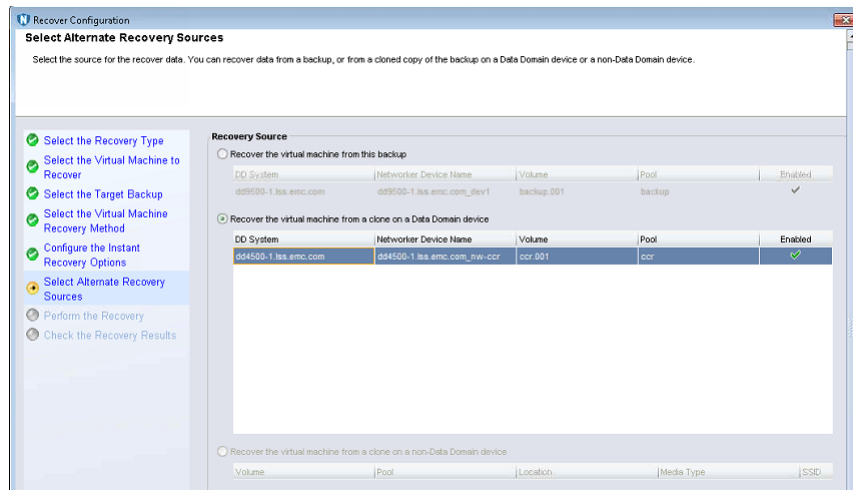 Recover Configuration
Select Alternate Recovery Sources
Select the source for the recover data. You can recover data from a backup, or from a cloned copy of the backup on a Data Domain device or a non-Data Domain device.
Select the Recovery Type
Select the Virtual Machine to
Recover
Select the Target Backup
Select the Virtual Machine
Recovery Method
Configure the Instant
Recovery Options
Select Alternate Recovery
Sources
Perform the Recovery
Check the Recovery Results
Recovery Source
Recover the virtual machine from this backup
DD System Networker Device Name Volume Pool Enabled
dd9500-1.lss.emc.com dd9500-1.lss.emc.com_dev1 backup.001 backup
Recover the virtual machine from a clone on a Data Domain device
DD System Networker Device Name Volume Pool Enabled
dd4500-1.lss.emc.com dd4500-1.lss.emc.com_nw-ccr ccr.001 ccr
Recover the virtual machine from a clone on a non-Data Domain device
Volume Pool Location Media Type SSID